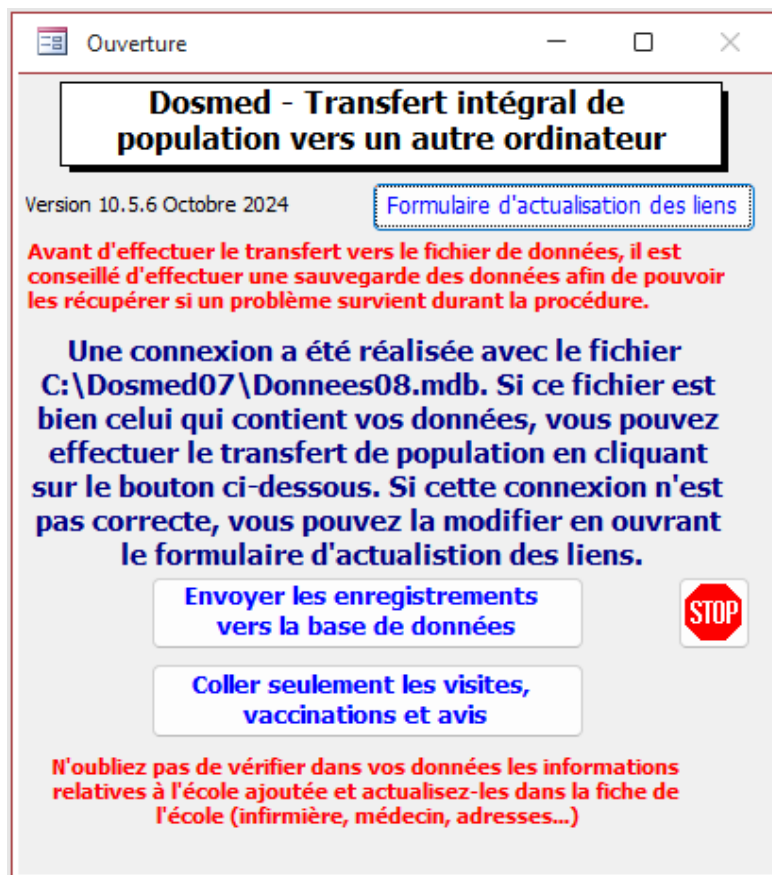 Ouverture
Dosmed - Transfert intégral de
population vers un autre ordinateur
Version 10.5.6 Octobre 2024
Formulaire d'actualisation des liens
Avant d'effectuer le transfert vers le fichier de données, il est
conseillé d'effectuer une sauvegarde des données afin de pouvoir
les récupérer si un problème survient durant la procédure.
Une connexion a été réalisée avec le fichier
C:\Dosmed07\Donnees08.mdb. Si ce fichier est
bien celui qui contient vos données, vous pouvez
effectuer le transfert de population en cliquant
sur le bouton ci-dessous. Si cette connexion n'est
pas correcte, vous pouvez la modifier en ouvrant
le formulaire d'actualistion des liens.
Envoyer les enregistrements
vers la base de données
STOP
Coller seulement les visites,
vaccinations et avis
N'oubliez pas de vérifier dans vos données les informations
relatives à l'école ajoutée et actualisez-les dans la fiche de
l'école (infirmière, médecin, adresses...)